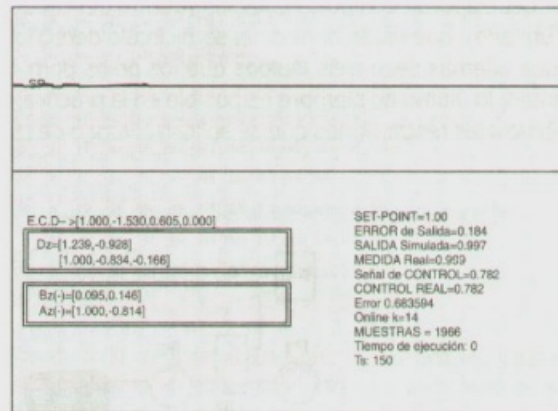 SP
E.C.D-->[1.000,-1.530,0.605,0.000]
Dz=[1.239,-0.928]
[1.000,-0.834,-0.166]
Bz(-)=[0.095,0.146]
Az(-)=[1.000,-0.814]
SET-POINT=1.00
ERROR de Salida=0.184
SALIDA Simulada=0.997
MEDIDA Real=0.999
Señal de CONTROL=0.782
CONTROL REAL=0.782
Error 0.683594
Online k=14
MUESTRAS = 1966
Tiempo de ejecución: 0
Ts: 150